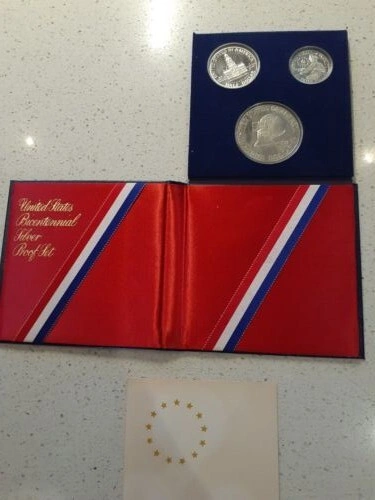 United States
Bicentennial
Silver
Proof Set